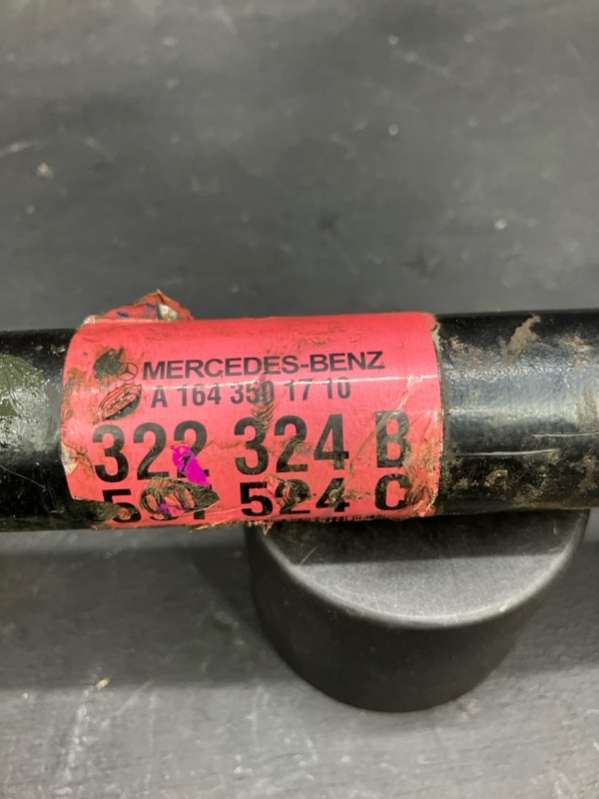 MERCEDES-BENZ
A 164 350 17 10
322 324 B
524 C